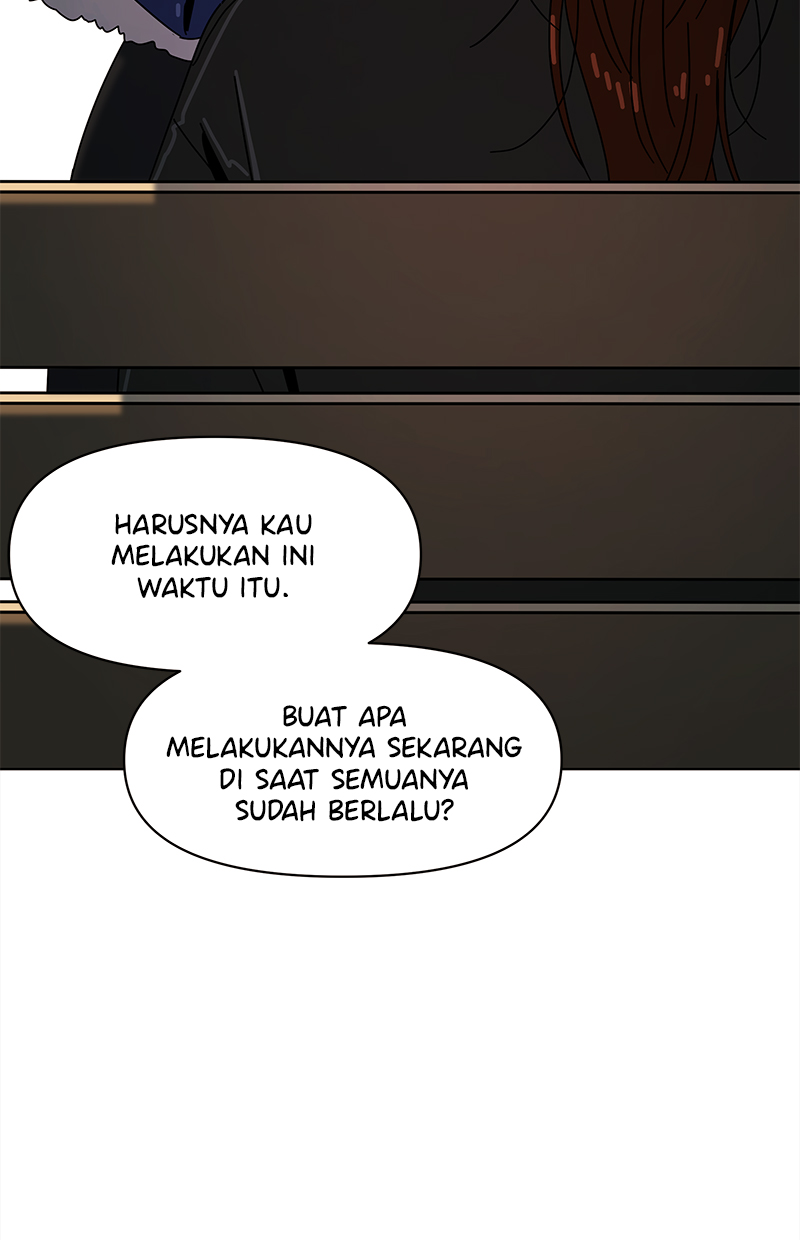 HARUSNYA KAU
MELAKUKAN INI
WAKTU ITU.
BUAT APA
MELAKUKANNYA SEKARANG
DI SAAT SEMUANYA
SUDAH BERLALU?